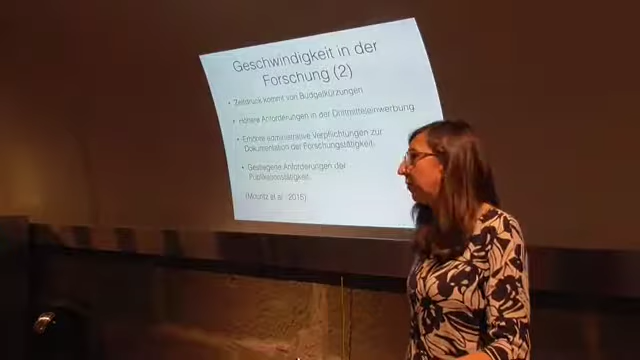 Geschwindigkeit in der
Forschung (2)
• Zeitdruck kommt von Budgetkürzungen
• Höhere Anforderungen in der Drittmitteleinwerbung
• Erhöhte administrative Verpflichtungen zur
Dokumentation der Forschungstätigkeit.
• Gestiegene Anforderungen der
Publikationstätigkeit.
(Mountz et al., 2015)